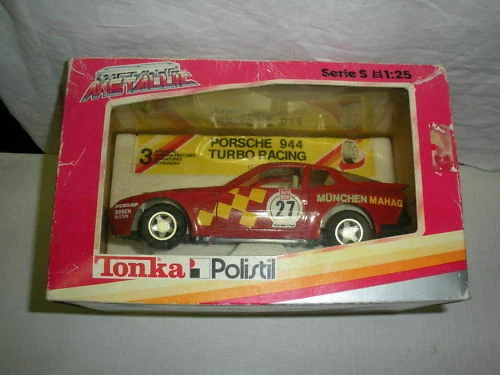 METALLIC
Serie S 1:25
3
PORSCHE 944
TURBO RACING
DUNLOP
BOSCH
27
MÜNCHEN MAHAG
Tonka Polistil